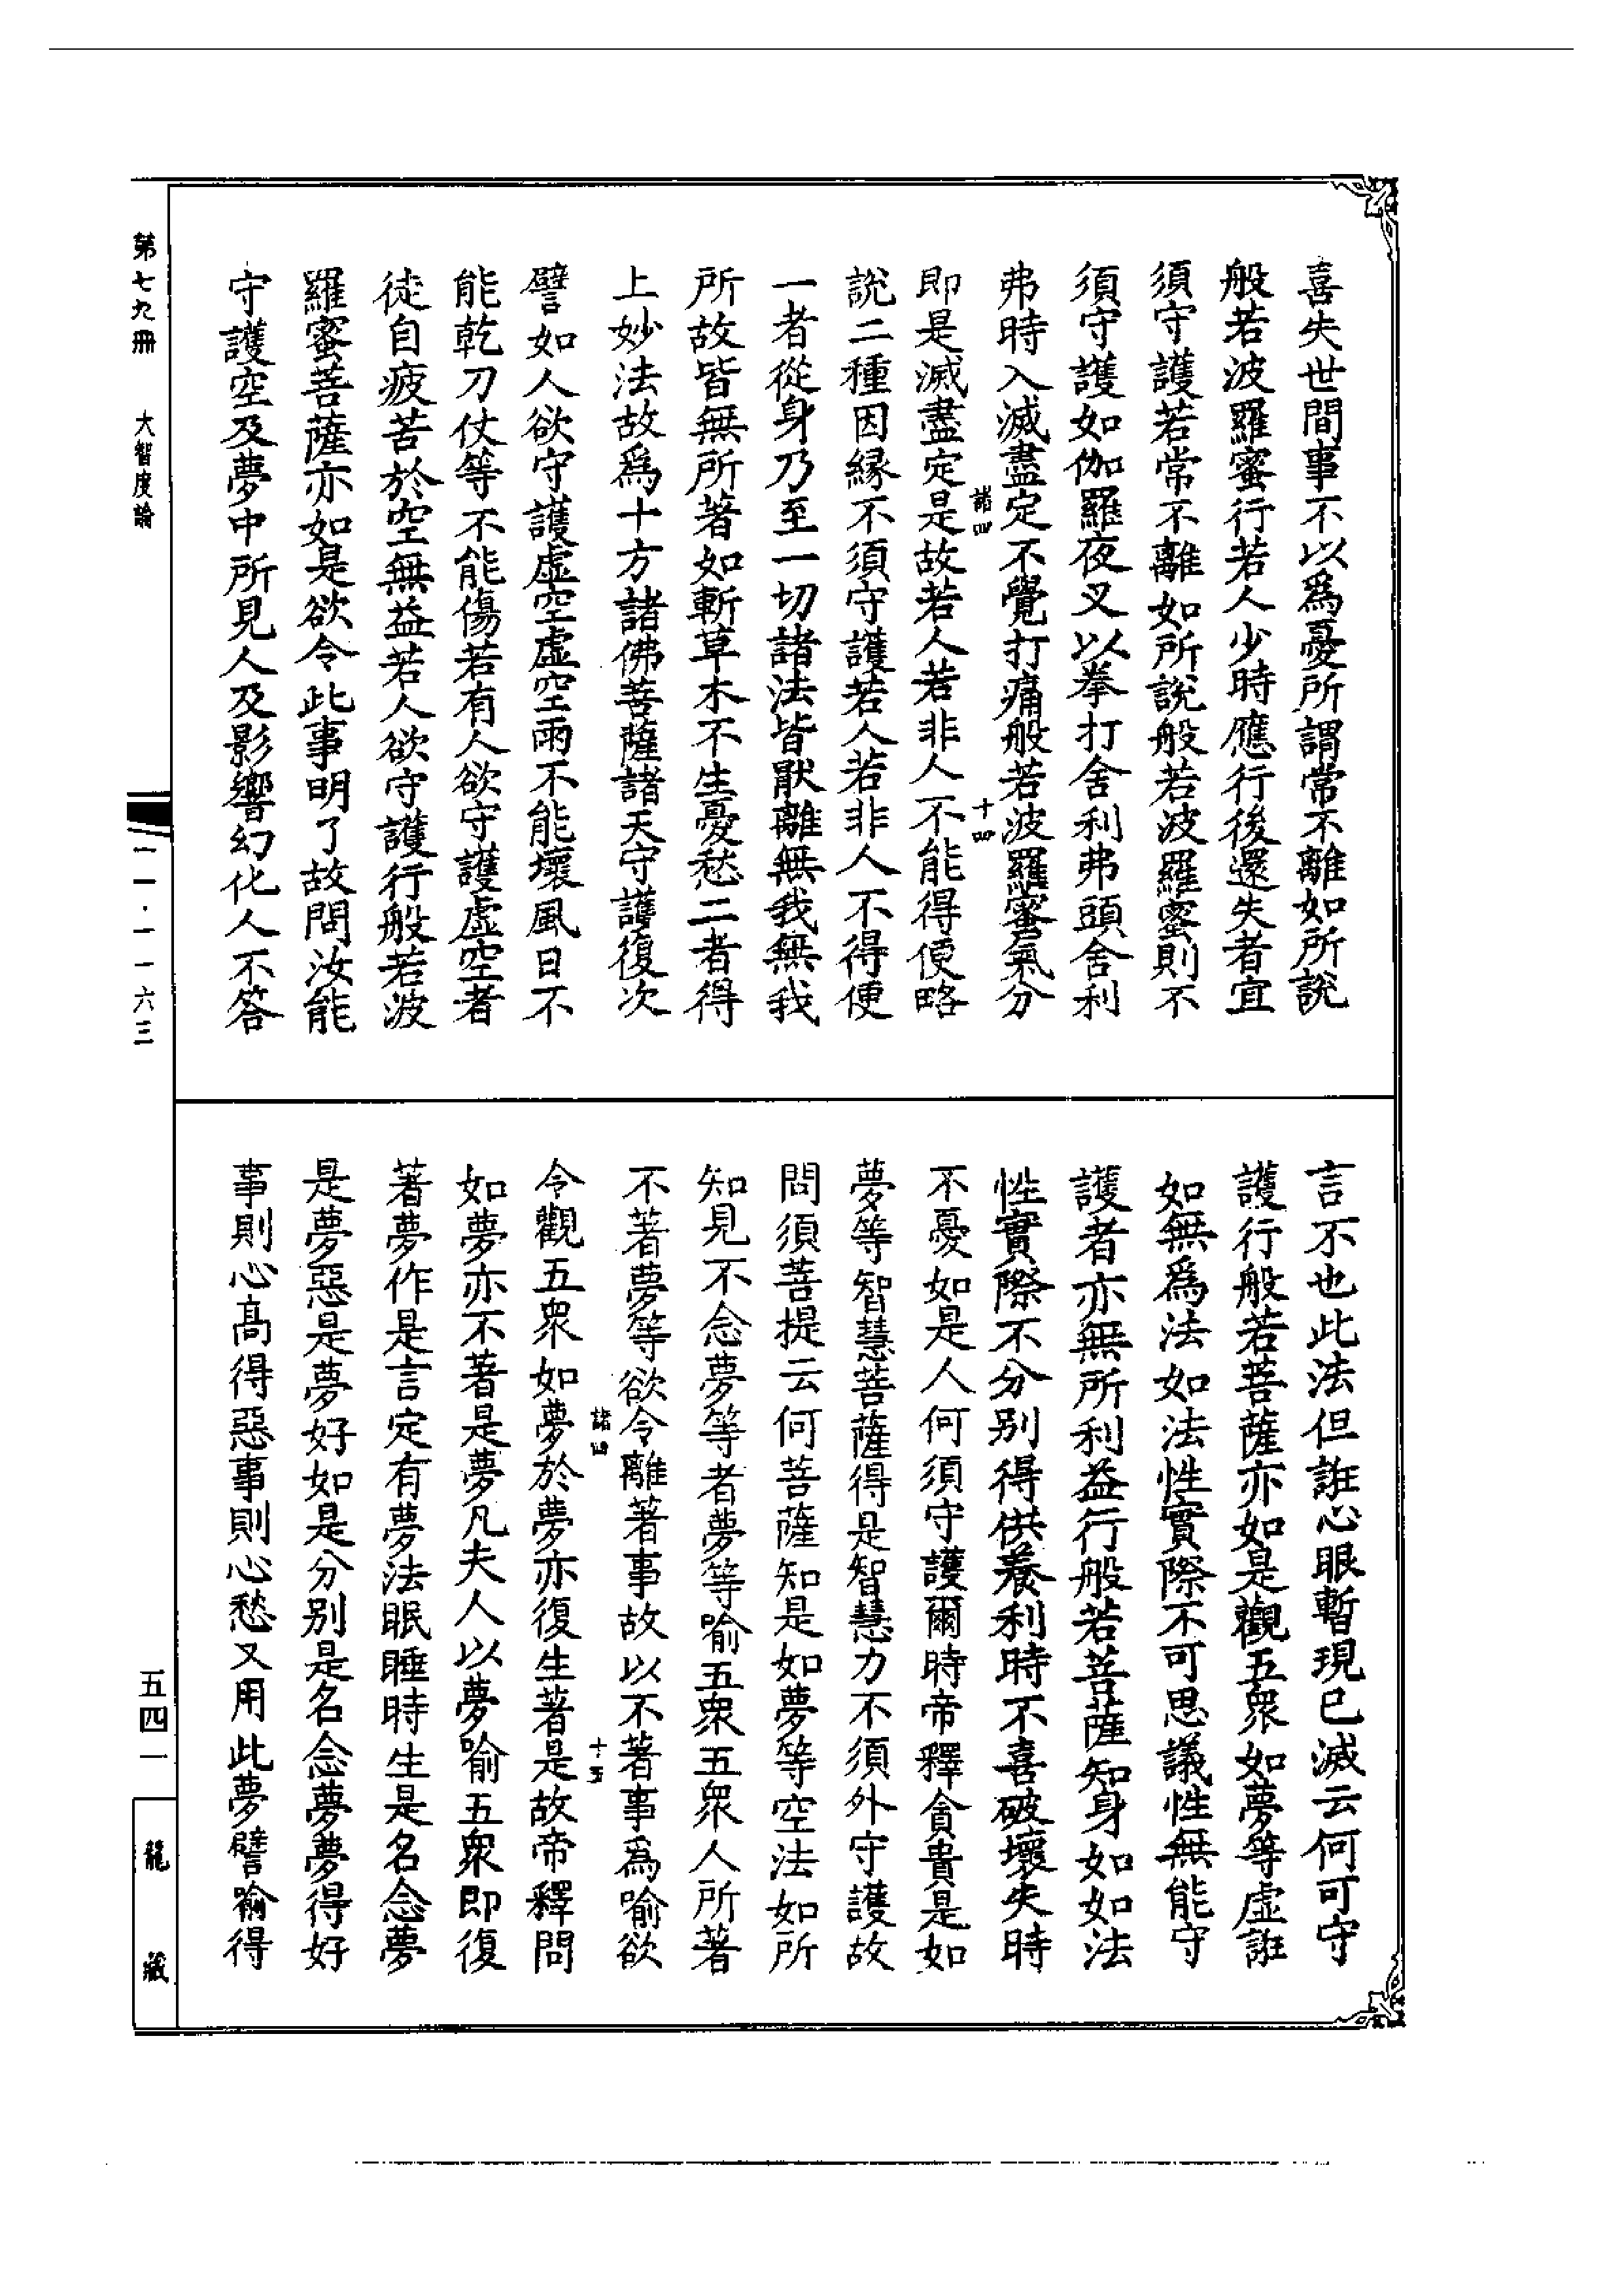 喜失世間事不以爲憂所謂常不離如所說
般若波羅蜜行若人少時應行後還失者宜
須守護若常不離如所說般若波羅蜜則不
須守護如伽羅夜叉以拳打舍利弗頭舍利
弗時入滅盡定不覺打痛般若波羅蜜氣分
諸四
十四
即是滅盡定是故若人若非人不能得便略
說二種因緣不須守護若人若非人不得便
一者從身乃至一切諸法皆厭離無我無我
所故皆無所著如斬草木不生憂愁二者得
上妙法故爲十方諸佛菩薩諸天守護復次
譬如人欲守護虛空虛空雨不能壞風日不
能乾刀仗等不能傷若有人欲守護虛空者
徒自疲苦於空無益若人欲守護行般若波
羅蜜菩薩亦如是欲令此事明了故問汝能
守護空及夢中所見人及影響幻化人不答
言不也此法但誑心眼暫現已滅云何可守
護行般若菩薩亦如是觀五衆如夢等虛誑
如無爲法如法性實際不可思議性無能守
護者亦無所利益行般若菩薩知身如如法
性實際不分別得供養利時不喜破壞失時
不憂如是人何須守護爾時帝釋貪貴是如
夢等智慧菩薩得是智慧力不須外守護故
問須菩提云何菩薩知是如夢等空法如所
知見不念夢等者夢等喻五衆五衆人所著
不著夢等欲令離著事故以不著事爲喻欲
諸四
十五
令觀五衆如夢於夢亦復生著是故帝釋問
如夢亦不著是夢凡夫人以夢喻五衆即復
著夢作是言定有夢法眠睡時生是名念夢
是夢惡是夢好如是分別是名念夢夢得好
事則心高得惡事則心愁又用此夢譬喻得
第七九冊
大智度論
一一·一一六三
五四一
龍藏